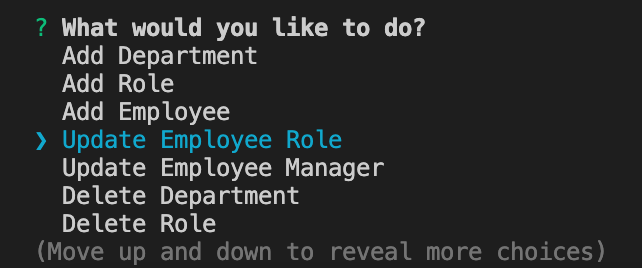 ? What would you like to do?
Add Department
Add Role
Add Employee
❯ Update Employee Role
Update Employee Manager
Delete Department
Delete Role
(Move up and down to reveal more choices)